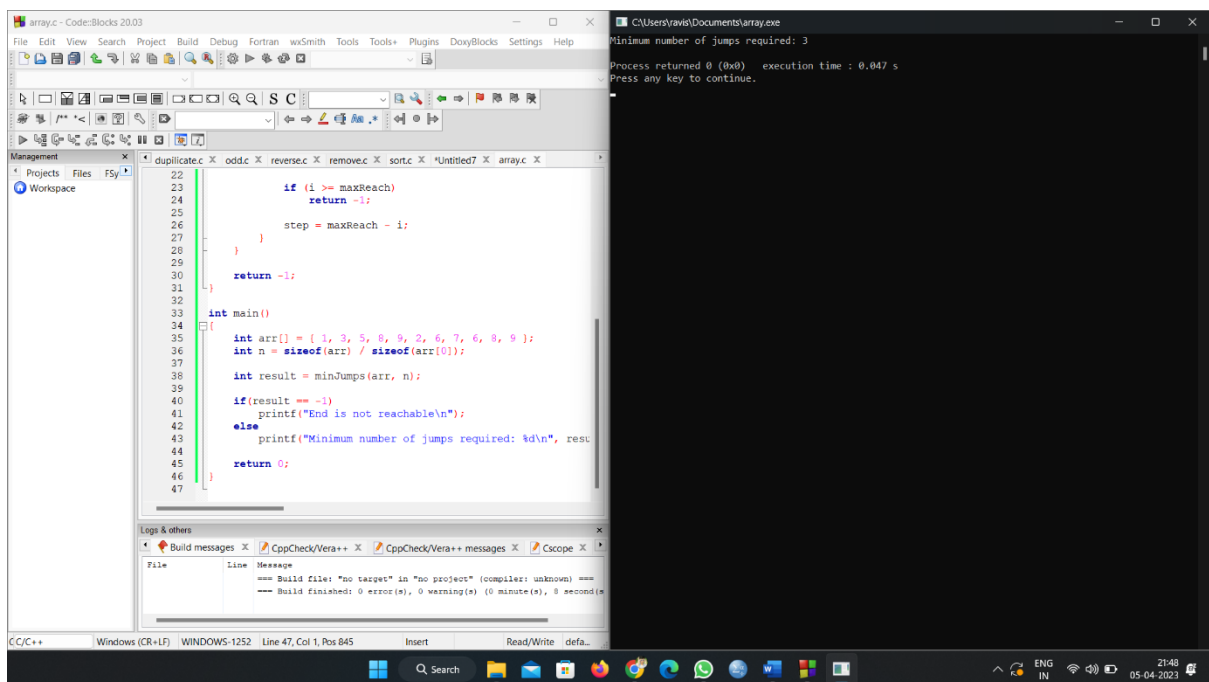 array.c - Code::Blocks 20.03
File Edit View Search Project Build Debug Fortran wxSmith Tools Tools+ Plugins DoxyBlocks Settings Help
S C
/** *<
Aa .*
Management
Projects Files FSy
Workspace
dupilicate.c X odd.c X reverse.c X remove.c X sort.c X *Untitled7 X array.c X
22
23 if (i >= maxReach)
24 return -1;
25
26 step = maxReach - i;
27 }
28 }
29
30 return -1;
31 }
32
33 int main()
34 {
35 int arr[] = { 1, 3, 5, 8, 9, 2, 6, 7, 6, 8, 9 };
36 int n = sizeof(arr) / sizeof(arr[0]);
37
38 int result = minJumps(arr, n);
39
40 if(result == -1)
41 printf("End is not reachable\n");
42 else
43 printf("Minimum number of jumps required: %d\n", resu
44
45 return 0;
46 }
47
Logs & others
Build messages X CppCheck/Vera++ X CppCheck/Vera++ messages X Cscope X
File Line Message
=== Build file: "no target" in "no project" (compiler: unknown) ===
=== Build finished: 0 error(s), 0 warning(s) (0 minute(s), 8 second(s
C/C++ Windows (CR+LF) WINDOWS-1252 Line 47, Col 1, Pos 845 Insert Read/Write defa...
C:\Users\ravis\Documents\array.exe
Minimum number of jumps required: 3
Process returned 0 (0x0) execution time : 0.047 s
Press any key to continue.
Search
ENG
IN
21:48
05-04-2023